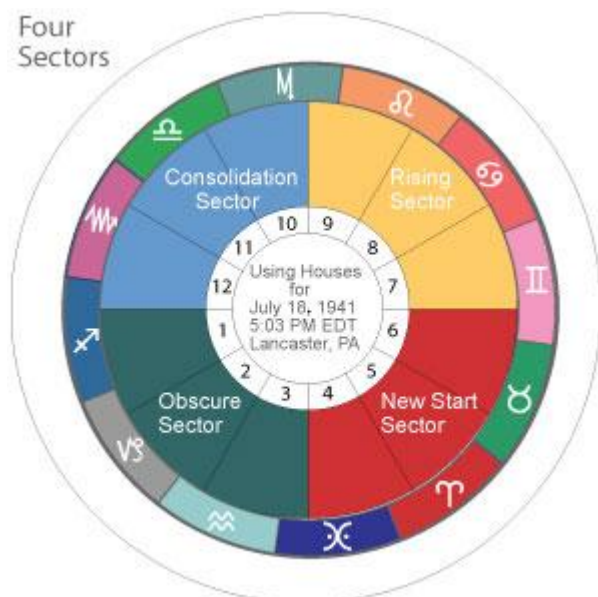 Four
Sectors
Consolidation
Sector
Rising
Sector
10
9
11
8
12
7
1
6
2
5
3
4
Using Houses
for
July 18, 1941
5:03 PM EDT
Lancaster, PA
Obscure
Sector
New Start
Sector